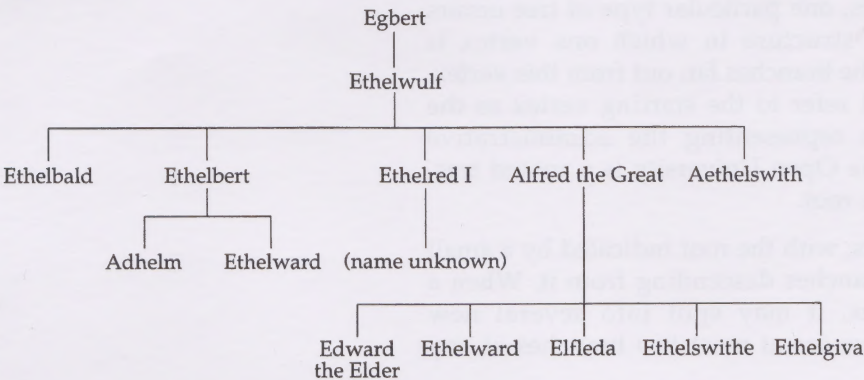 Egbert
Ethelwulf
Ethelbald Ethelbert Ethelred I Alfred the Great Aethelswith
Adhelm Ethelward (name unknown)
Edward Ethelward Elfleda Ethelswithe Ethelgiva
the Elder